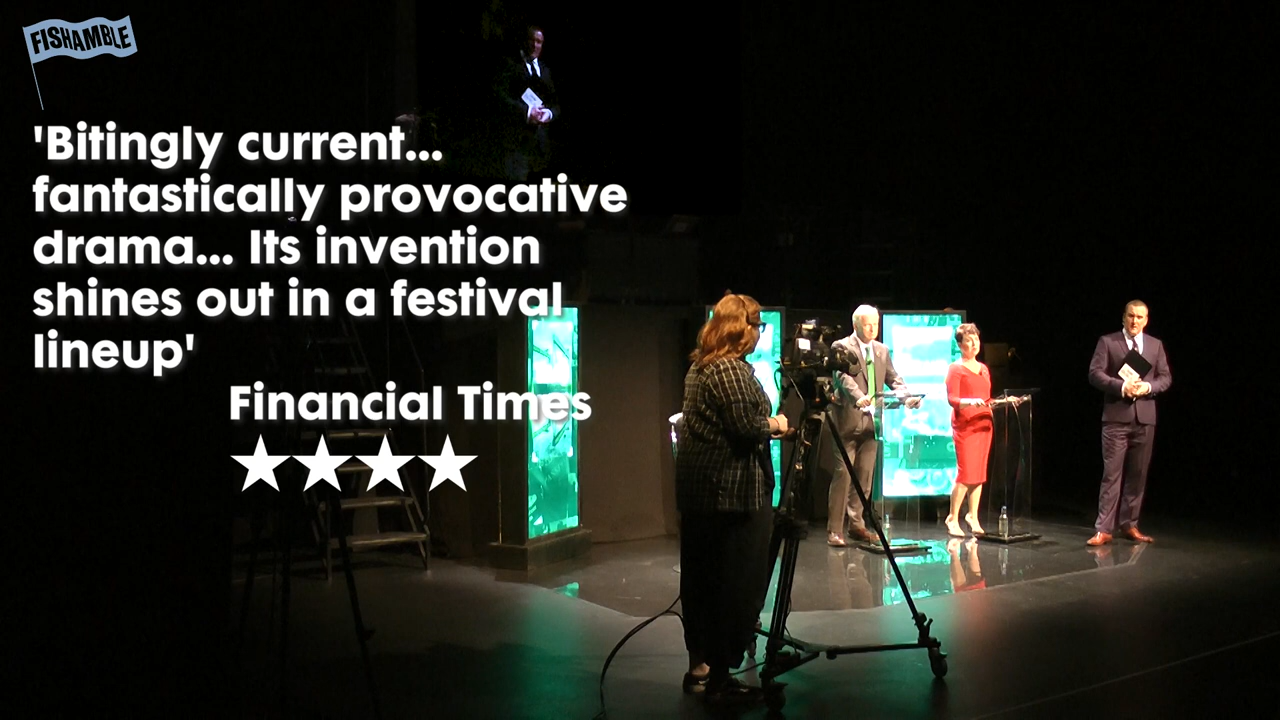 FISHAMBLE
'Bitingly current...
fantastically provocative
drama... Its invention
shines out in a festival
lineup'
Financial Times